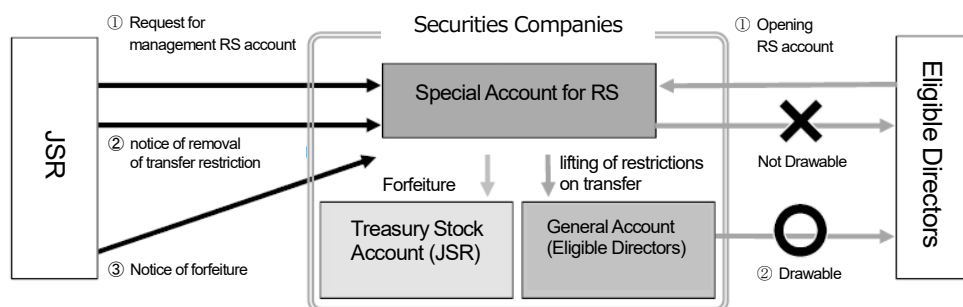 ① Request for
management RS account
Securities Companies
① Opening
RS account
JSR
Special Account for RS
Eligible Directors
② notice of removal
of transfer restriction
Not Drawable
Forfeiture
lifting of restrictions
on transfer
Treasury Stock
Account (JSR)
General Account
(Eligible Directors)
③ Notice of forfeiture
② Drawable